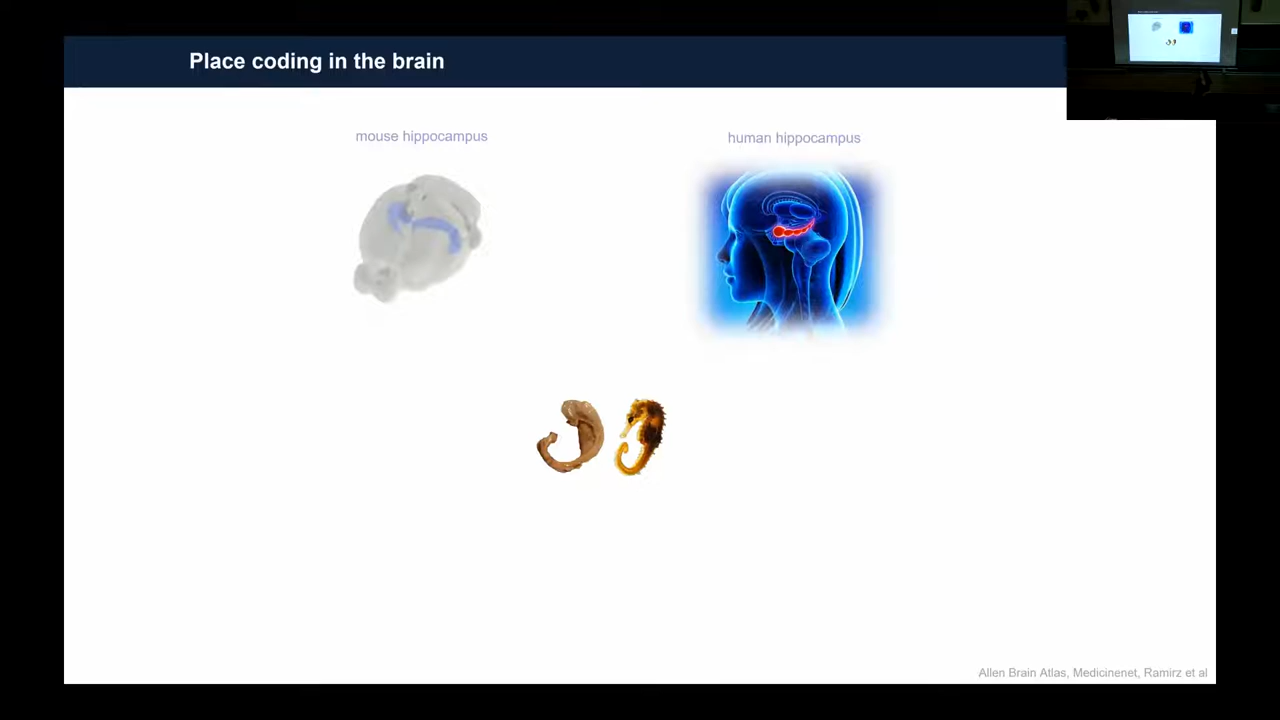 Place coding in the brain
mouse hippocampus
human hippocampus
Allen Brain Atlas, Medicinenet, Ramirz et al